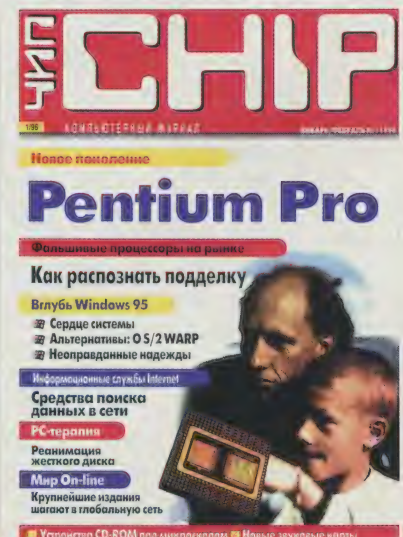 ЧИП
CHIP
1/96
КОМПЬЮТЕРНЫЙ ЖУРНАЛ
ЯНВАРЬ/ФЕВРАЛЬ
Новое поколение
Pentium Pro
Фальшивые процессоры на рынке
Как распознать подделку
Вглубь Windows 95
Сердце системы
Альтернативы: OS/2 WARP
Неоправданные надежды
Информационные службы Internet
Средства поиска
данных в сети
PC-терапия
Реанимация
жесткого диска
Мир On-line
Крупнейшие издания
шагают в глобальную сеть
Устройства CD-ROM под микроскопом Новые звуковые карты